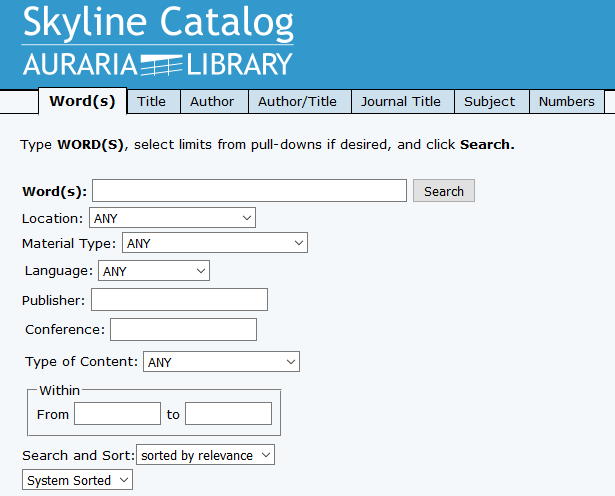 Skyline Catalog
AURARIA LIBRARY
Word(s) Title Author Author/Title Journal Title Subject Numbers
Type WORD(S), select limits from pull-downs if desired, and click Search.
Word(s): Search
Location: ANY
Material Type: ANY
Language: ANY
Publisher:
Conference:
Type of Content: ANY
Within
From to
Search and Sort: sorted by relevance
System Sorted